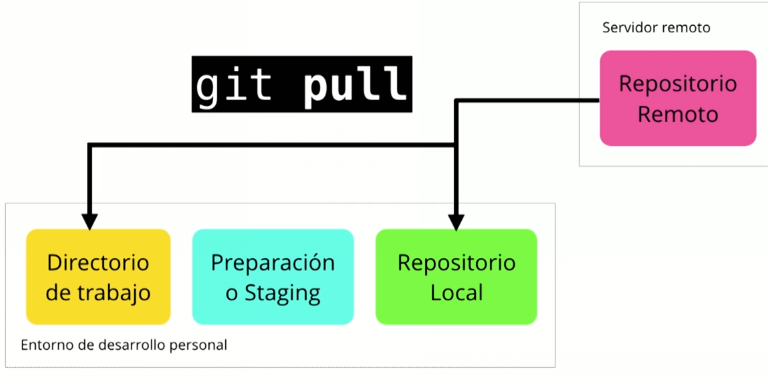 Servidor remoto
Repositorio
Remoto
git pull
Directorio
de trabajo
Preparación
o Staging
Repositorio
Local
Entorno de desarrollo personal